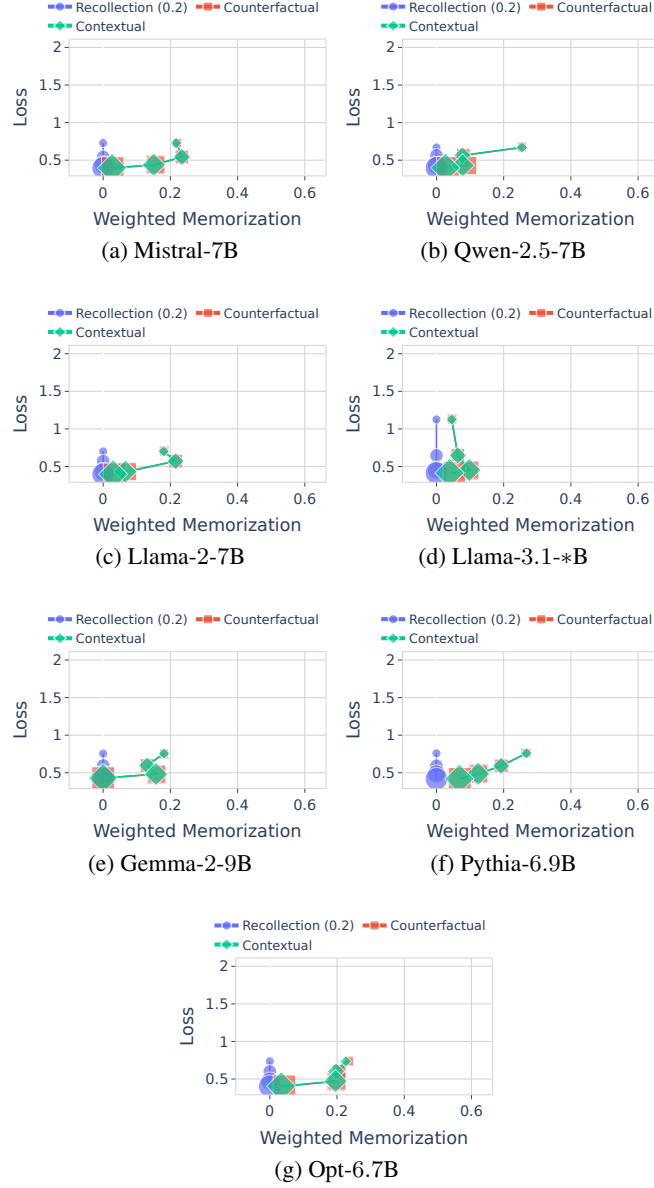 Recollection (0.2) Counterfactual Recollection (0.2) Counterfactual
Contextual Contextual
2 2
1.5 1.5
Loss Loss
1 1
0.5 0.5
0 0.2 0.4 0.6 0 0.2 0.4 0.6
Weighted Memorization Weighted Memorization
(a) Mistral-7B (b) Qwen-2.5-7B
Recollection (0.2) Counterfactual Recollection (0.2) Counterfactual
Contextual Contextual
2 2
1.5 1.5
Loss Loss
1 1
0.5 0.5
0 0.2 0.4 0.6 0 0.2 0.4 0.6
Weighted Memorization Weighted Memorization
(c) Llama-2-7B (d) Llama-3.1-∗B
Recollection (0.2) Counterfactual Recollection (0.2) Counterfactual
Contextual Contextual
2 2
1.5 1.5
Loss Loss
1 1
0.5 0.5
0 0.2 0.4 0.6 0 0.2 0.4 0.6
Weighted Memorization Weighted Memorization
(e) Gemma-2-9B (f) Pythia-6.9B
Recollection (0.2) Counterfactual
Contextual
2
1.5
Loss
1
0.5
0 0.2 0.4 0.6
Weighted Memorization
(g) Opt-6.7B